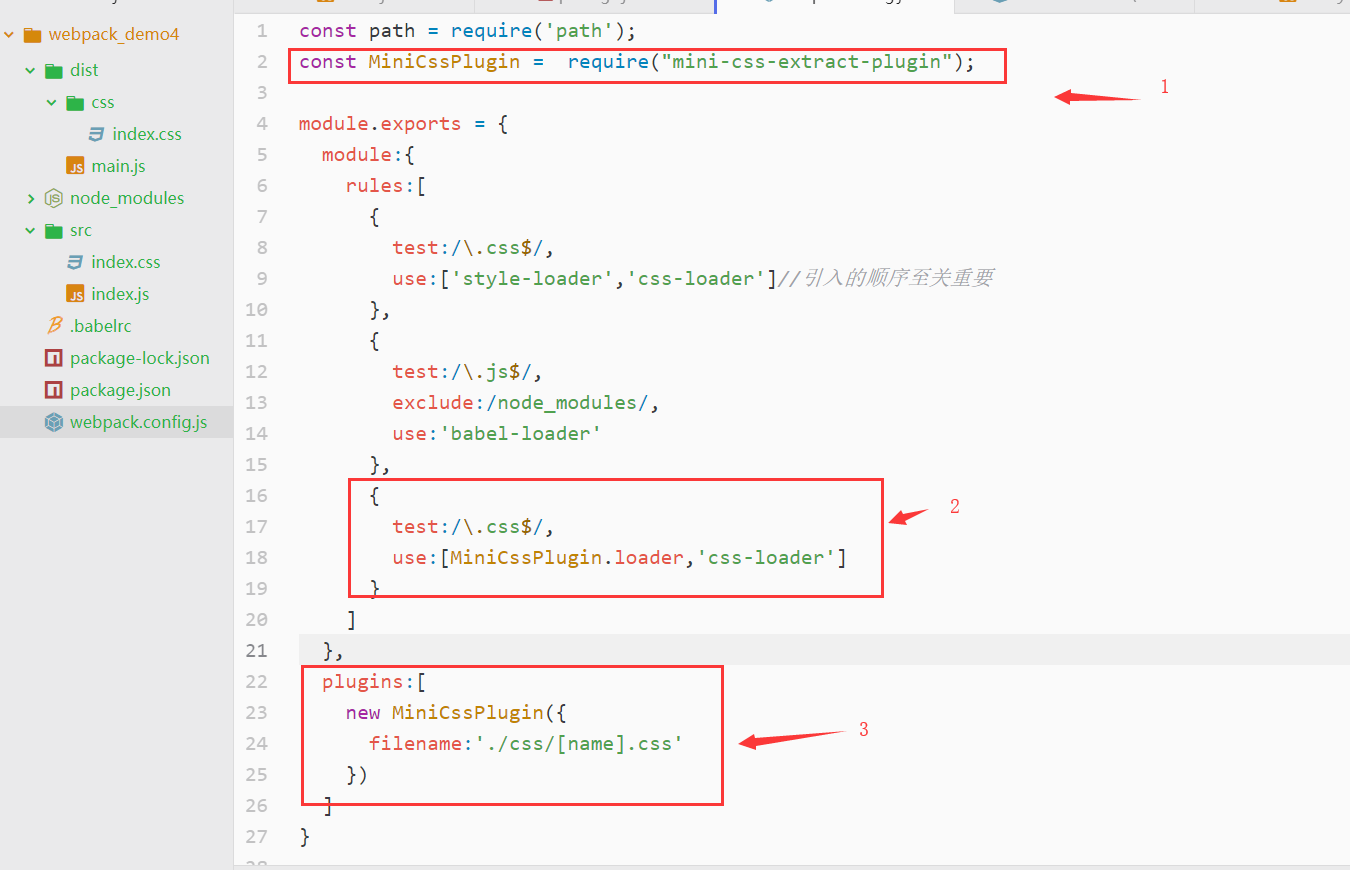 webpack_demo4
dist
css
index.css
main.js
node_modules
src
index.css
index.js
.babelrc
package-lock.json
package.json
webpack.config.js
1 const path = require('path');
2 const MiniCssPlugin =  require("mini-css-extract-plugin");
1
3
4 module.exports = {
5 module:{
6 rules:[
7 {
8 test:/\.css$/,
9 use:['style-loader','css-loader']//引入的顺序至关重要
10 },
11 {
12 test:/\.js$/,
13 exclude:/node_modules/,
14 use:'babel-loader'
15 },
16 {
2
17 test:/\.css$/,
18 use:[MiniCssPlugin.loader,'css-loader']
19 }
20 ]
21 },
22 plugins:[
23 new MiniCssPlugin({
3
24 filename:'./css/[name].css'
25 })
26 ]
27 }